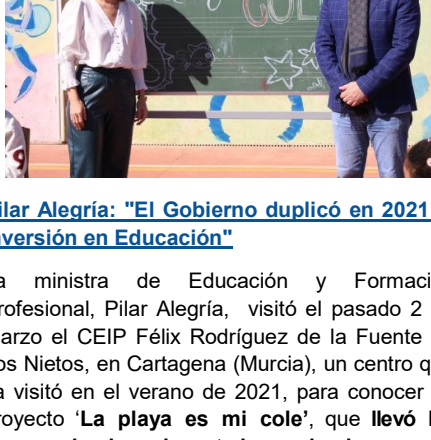 COL
9
ilar Alegría: "El Gobierno duplicó en 2021
versión en Educación"
a ministra de Educación y Formaci
rofesional, Pilar Alegría, visitó el pasado 2
arzo el CEIP Félix Rodríguez de la Fuente
os Nietos, en Cartagena (Murcia), un centro q
a visitó en el verano de 2021, para conocer
royecto ‘La playa es mi cole’, que llevó l